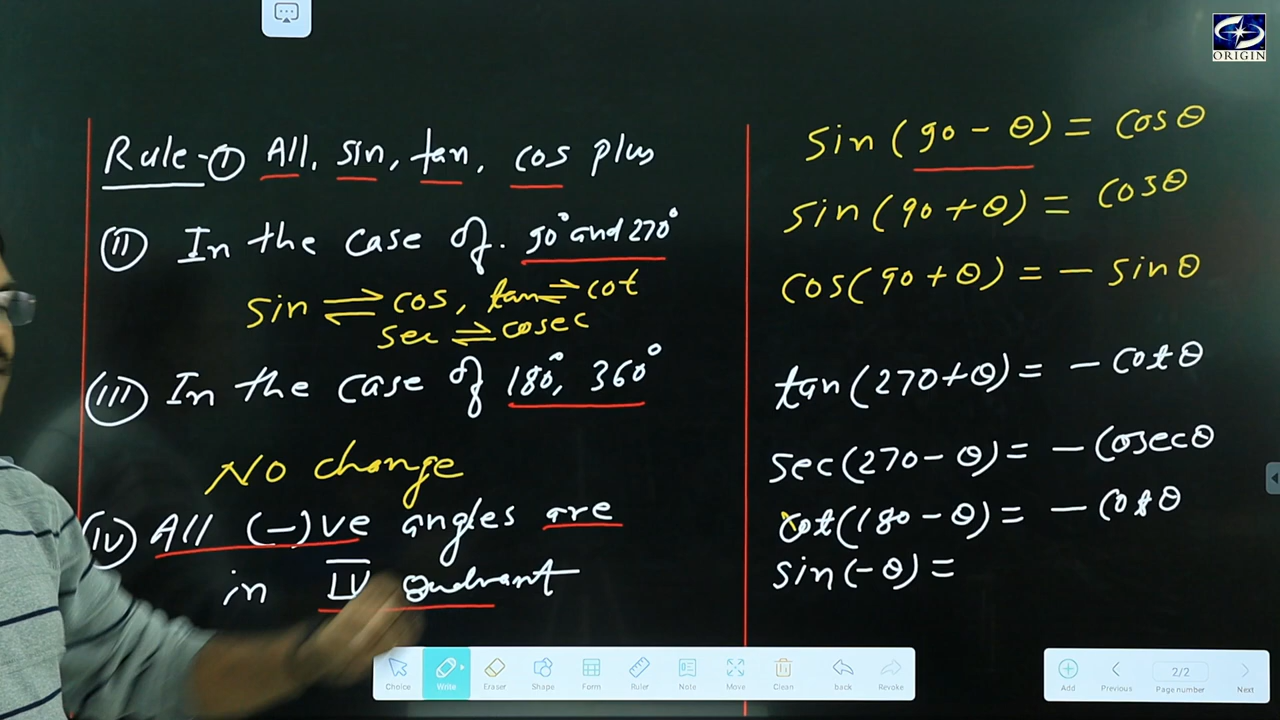 ORIGIN
Rule-① All, sin, tan, cos plus
(ii) In the case of. 90° and 270°
sin ⇌ cos, tan ⇌ cot
sec ⇌ cosec
(iii) In the case of 180°, 360°
No change
(iv) All (-)ve angles are
in IV Quadrant
sin(90 - θ) = cosθ
sin(90 + θ) = cosθ
cos(90 + θ) = - sinθ
tan(270+θ) = - cotθ
sec(270 - θ) = - cosecθ
cot(180 - θ) = - cotθ
sin(-θ) =
Choice Write Eraser Shape Form Ruler Note Move Clean back Revoke
Add Previous 2/2 Page number Next